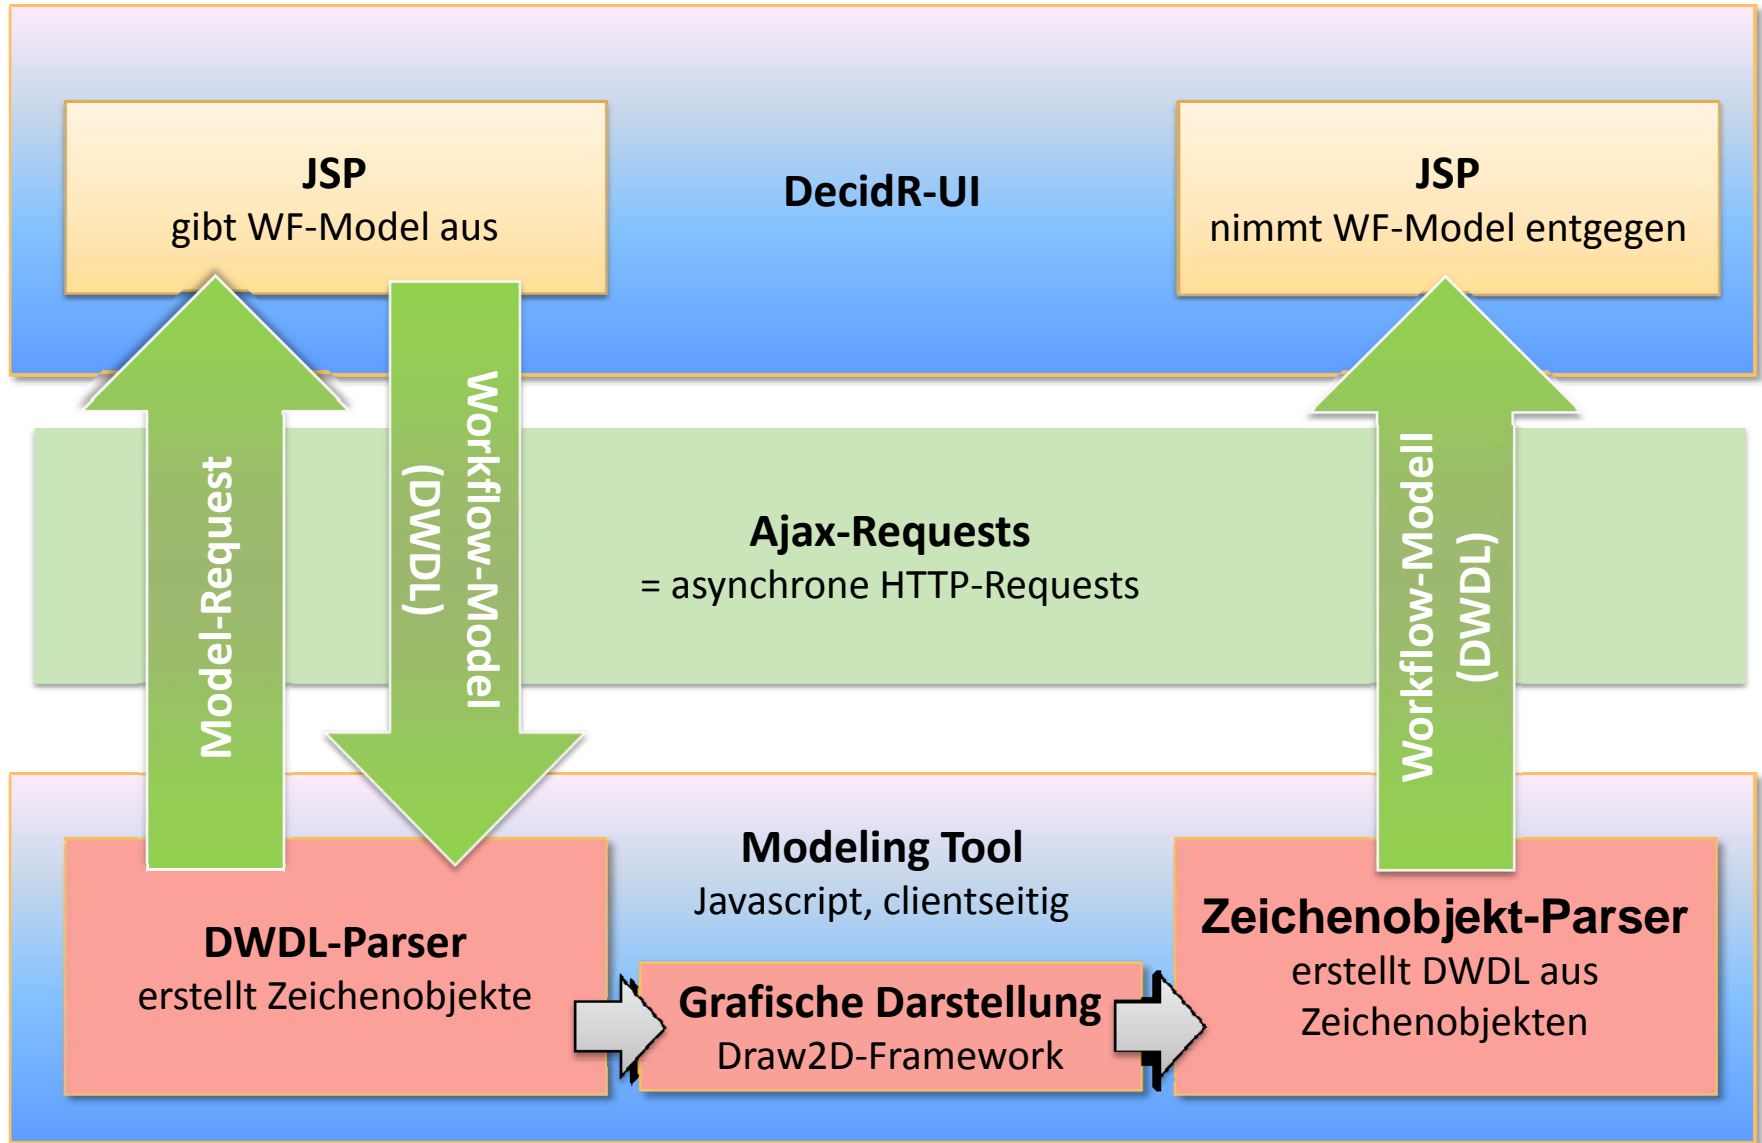 JSP
gibt WF-Model aus
DecidR-UI
JSP
nimmt WF-Model entgegen
Model-Request
Workflow-Model
(DWDL)
Ajax-Requests
= asynchrone HTTP-Requests
Workflow-Modell
(DWDL)
Modeling Tool
Javascript, clientseitig
DWDL-Parser
erstellt Zeichenobjekte
Grafische Darstellung
Draw2D-Framework
Zeichenobjekt-Parser
erstellt DWDL aus
Zeichenobjekten